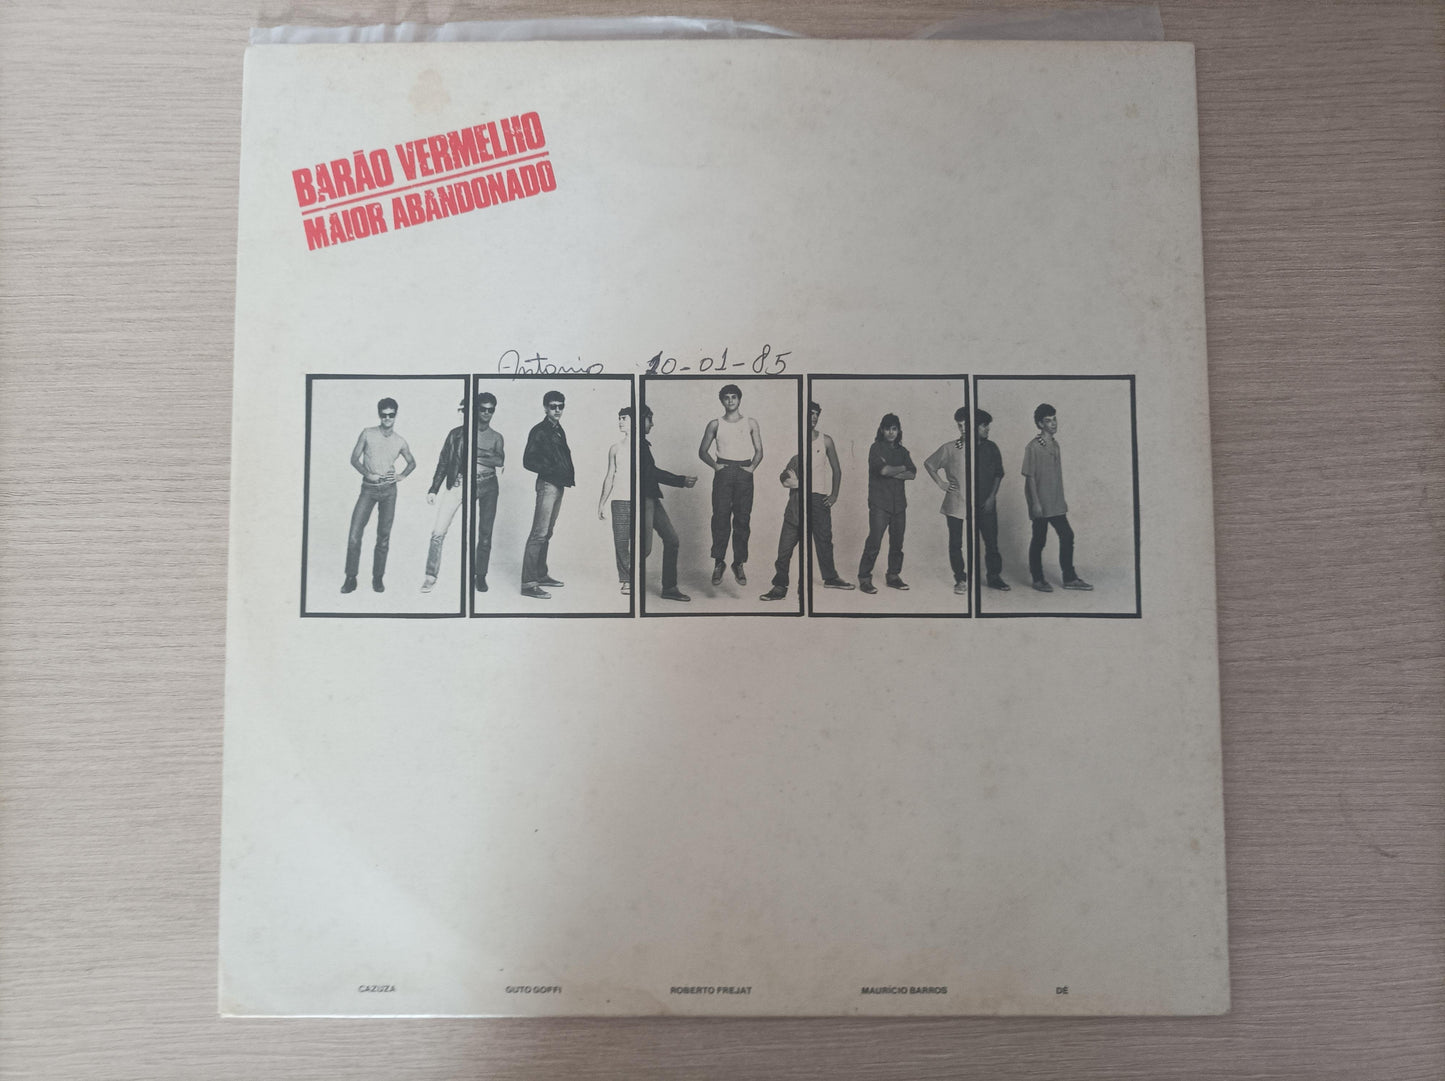 BARÃO VERMELHO
MAIOR ABANDONADO
Antonio 10-01-85
CAZUZA GUTO GOFFI ROBERTO FREJAT MAURÍCIO BARROS DÉ